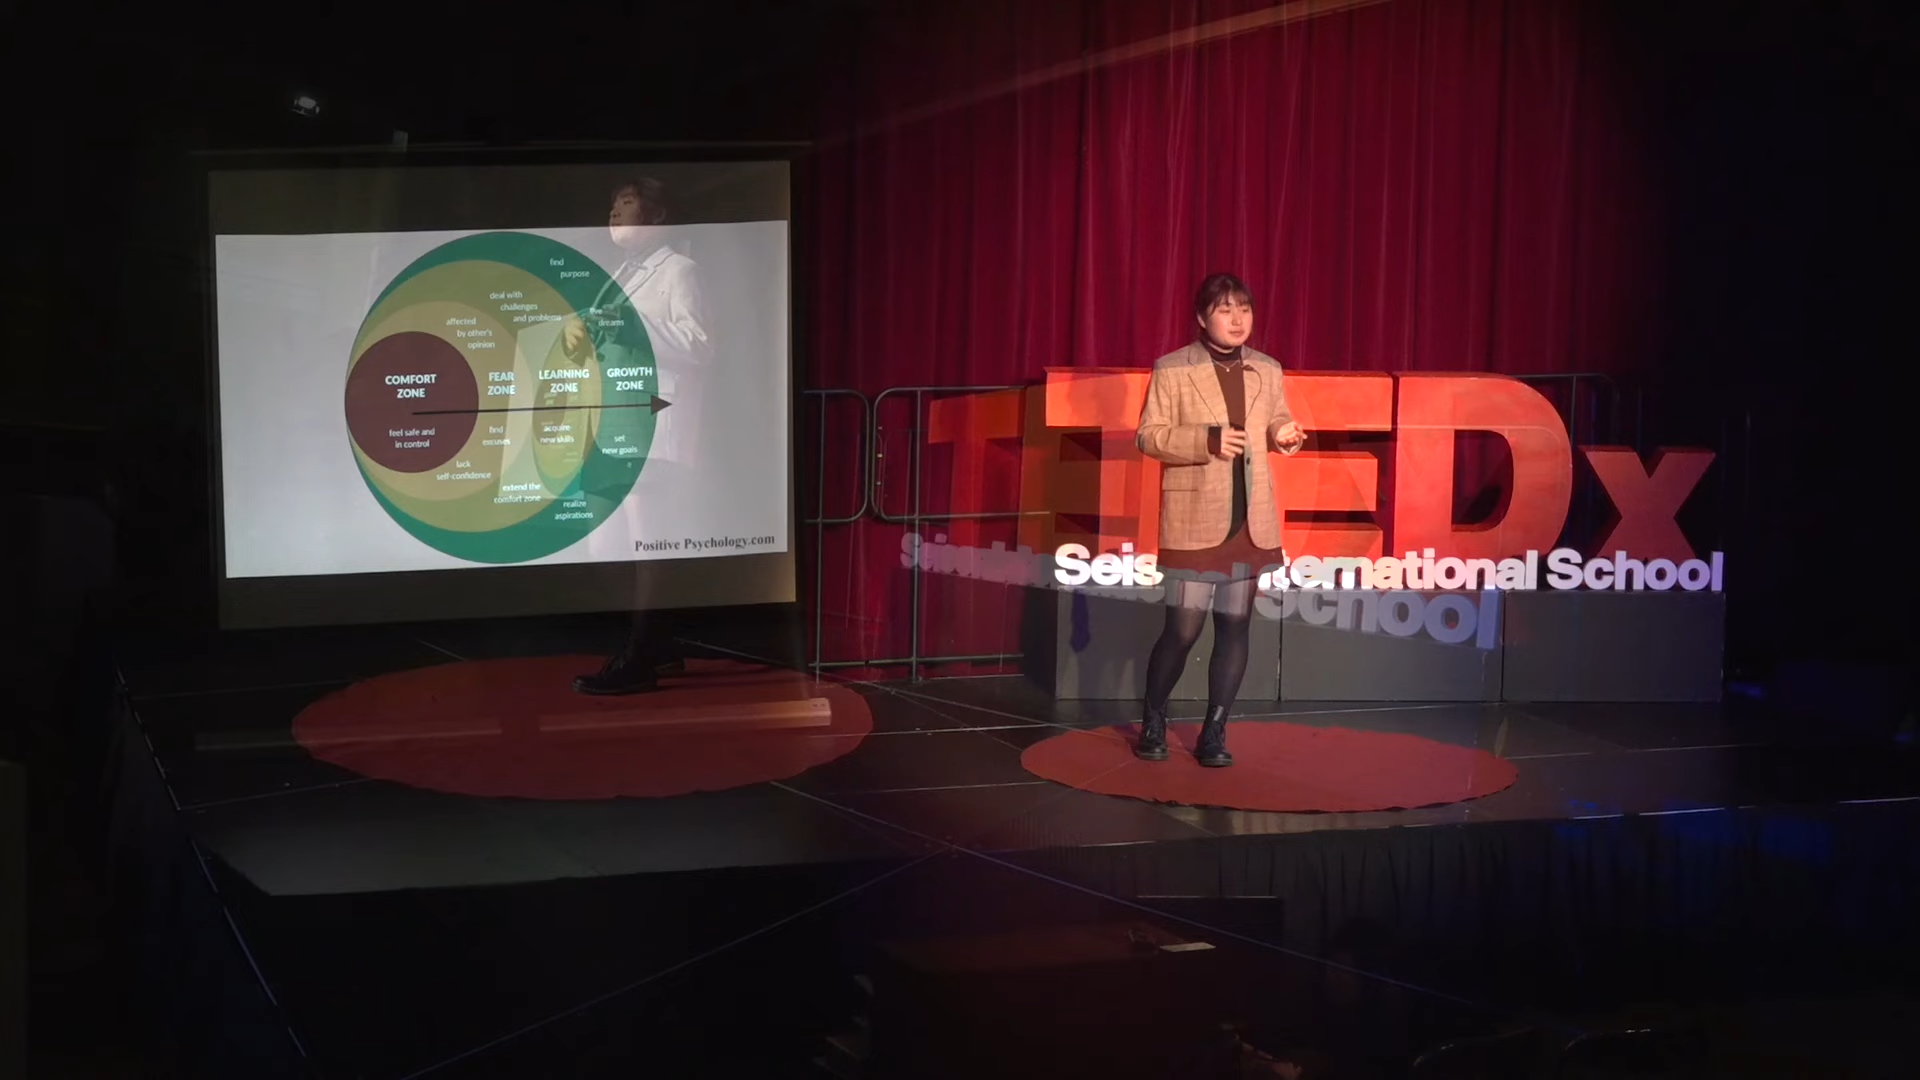 find
purpose
deal with
challenges
and problems
live
dreams
affected
by other's
opinion
COMFORT
ZONE
FEAR
ZONE
LEARNING
ZONE
GROWTH
ZONE
feel safe and
in control
find
excuses
acquire
new skills
set
new goals
lack
self-confidence
extend the
comfort zone
realize
aspirations
Positive Psychology.com
TEDx
Seis ternational School
School